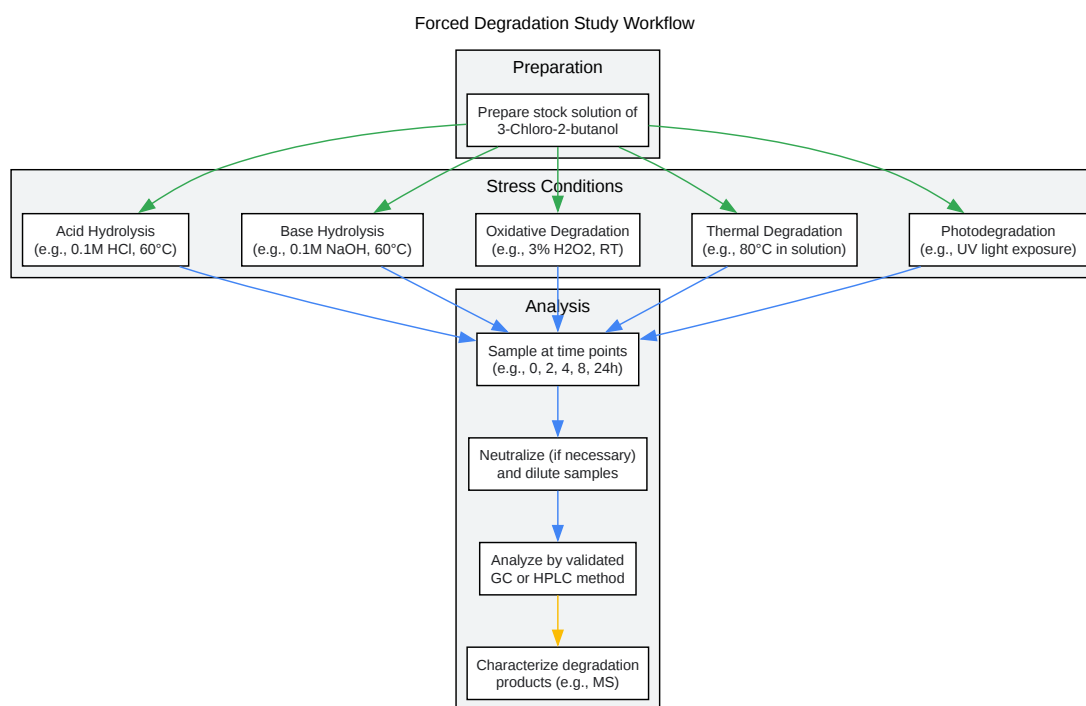 Forced Degradation Study Workflow
Preparation
Prepare stock solution of
3-Chloro-2-butanol
Stress Conditions
Acid Hydrolysis
(e.g., 0.1M HCl, 60°C)
Base Hydrolysis
(e.g., 0.1M NaOH, 60°C)
Oxidative Degradation
(e.g., 3% H2O2, RT)
Thermal Degradation
(e.g., 80°C in solution)
Photodegradation
(e.g., UV light exposure)
Analysis
Sample at time points
(e.g., 0, 2, 4, 8, 24h)
Neutralize (if necessary)
and dilute samples
Analyze by validated
GC or HPLC method
Characterize degradation
products (e.g., MS)